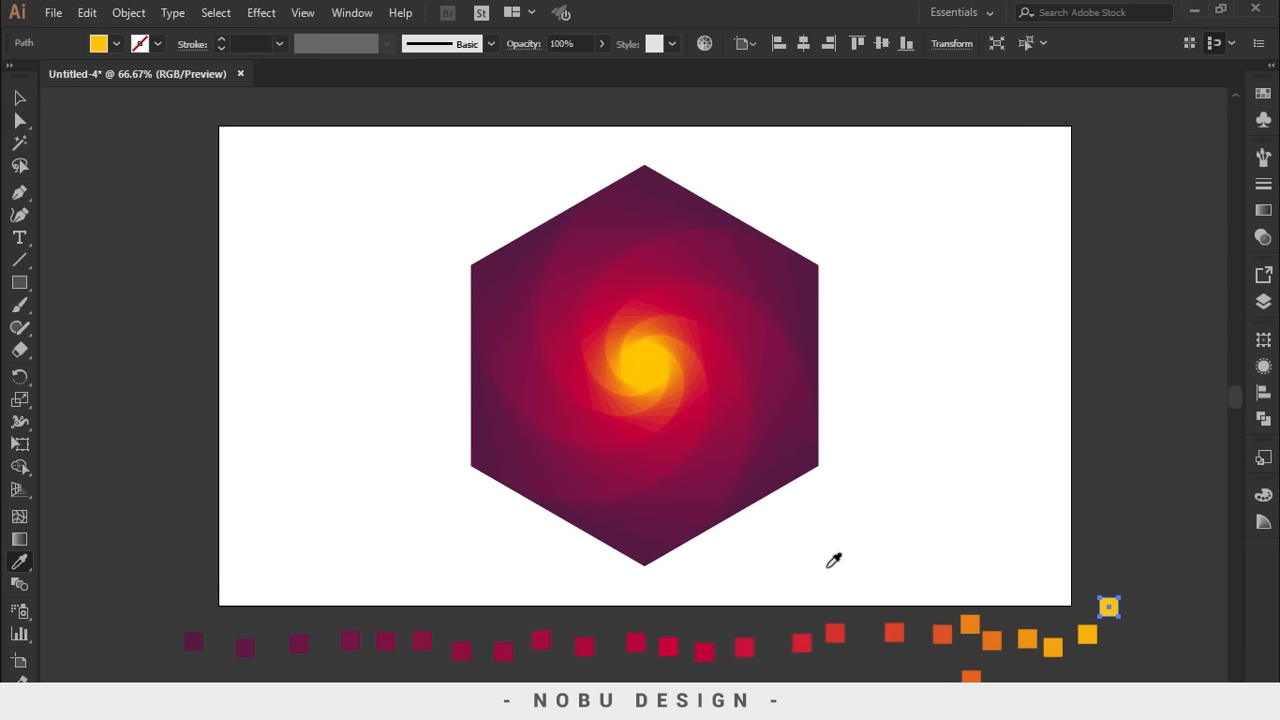 Ai File Edit Object Type Select Effect View Window Help Br St Essentials Search Adobe Stock
Path Stroke: Basic Opacity: 100% Style: Transform
Untitled-4* @ 66.67% (RGB/Preview) ×
- NOBU DESIGN -